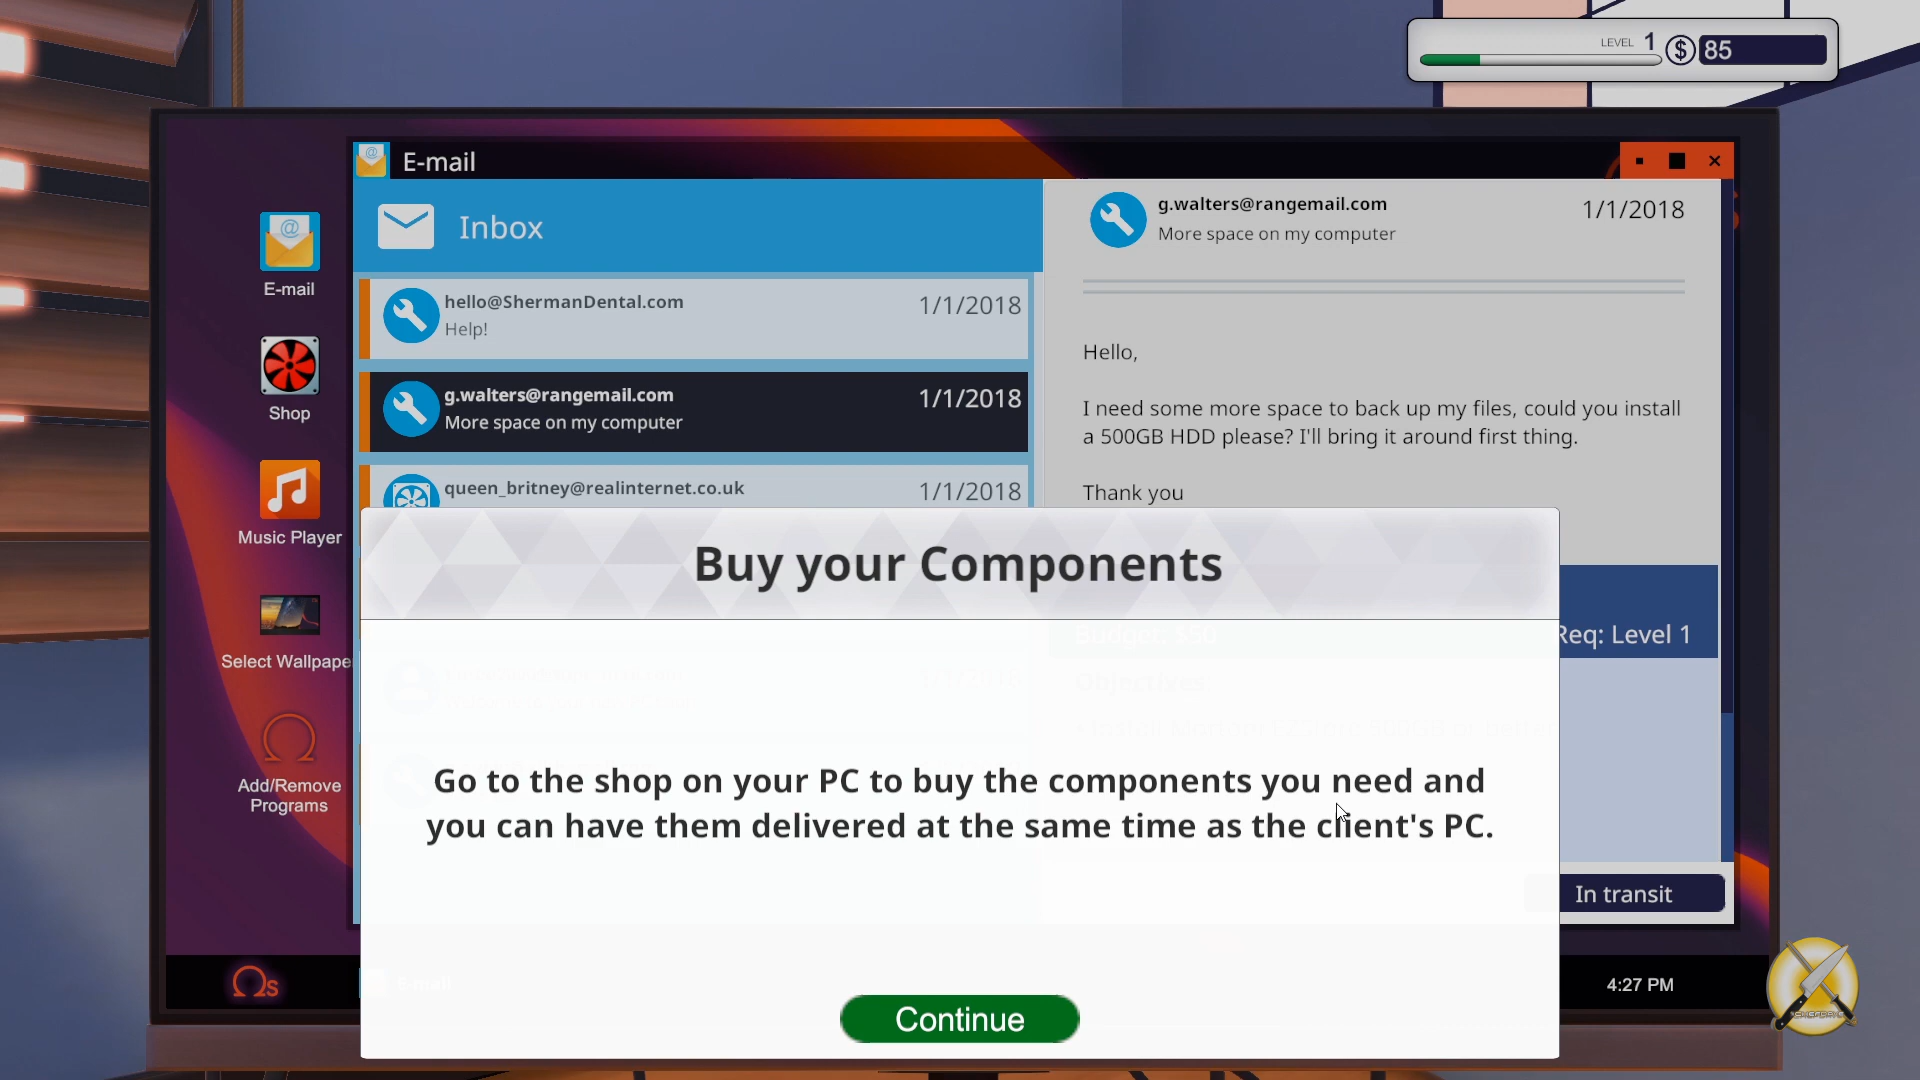 LEVEL 1 $ 85
E-mail
E-mail
Shop
Music Player
Select Wallpape
Add/Remove
Programs
Inbox
hello@ShermanDental.com 1/1/2018
Help!
g.walters@rangemail.com 1/1/2018
More space on my computer
queen_britney@realinternet.co.uk 1/1/2018
g.walters@rangemail.com 1/1/2018
More space on my computer
Hello,
I need some more space to back up my files, could you install
a 500GB HDD please? I'll bring it around first thing.
Thank you
Buy your Components
Budget: $50 Req: Level 1
Objectives
Go to the shop on your PC to buy the components you need and
you can have them delivered at the same time as the client's PC.
In transit
Continue
Ωs
E-mail
4:27 PM